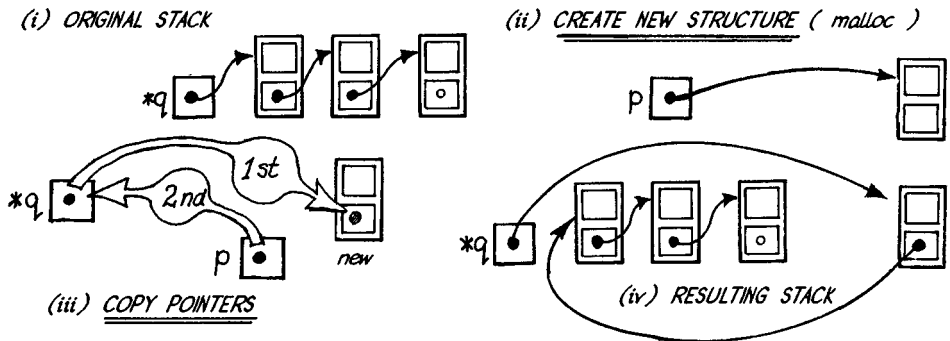 (i) ORIGINAL STACK
*q
(ii) CREATE NEW STRUCTURE ( malloc )
p
*q
1st
2nd
p
new
(iii) COPY POINTERS
*q
(iv) RESULTING STACK